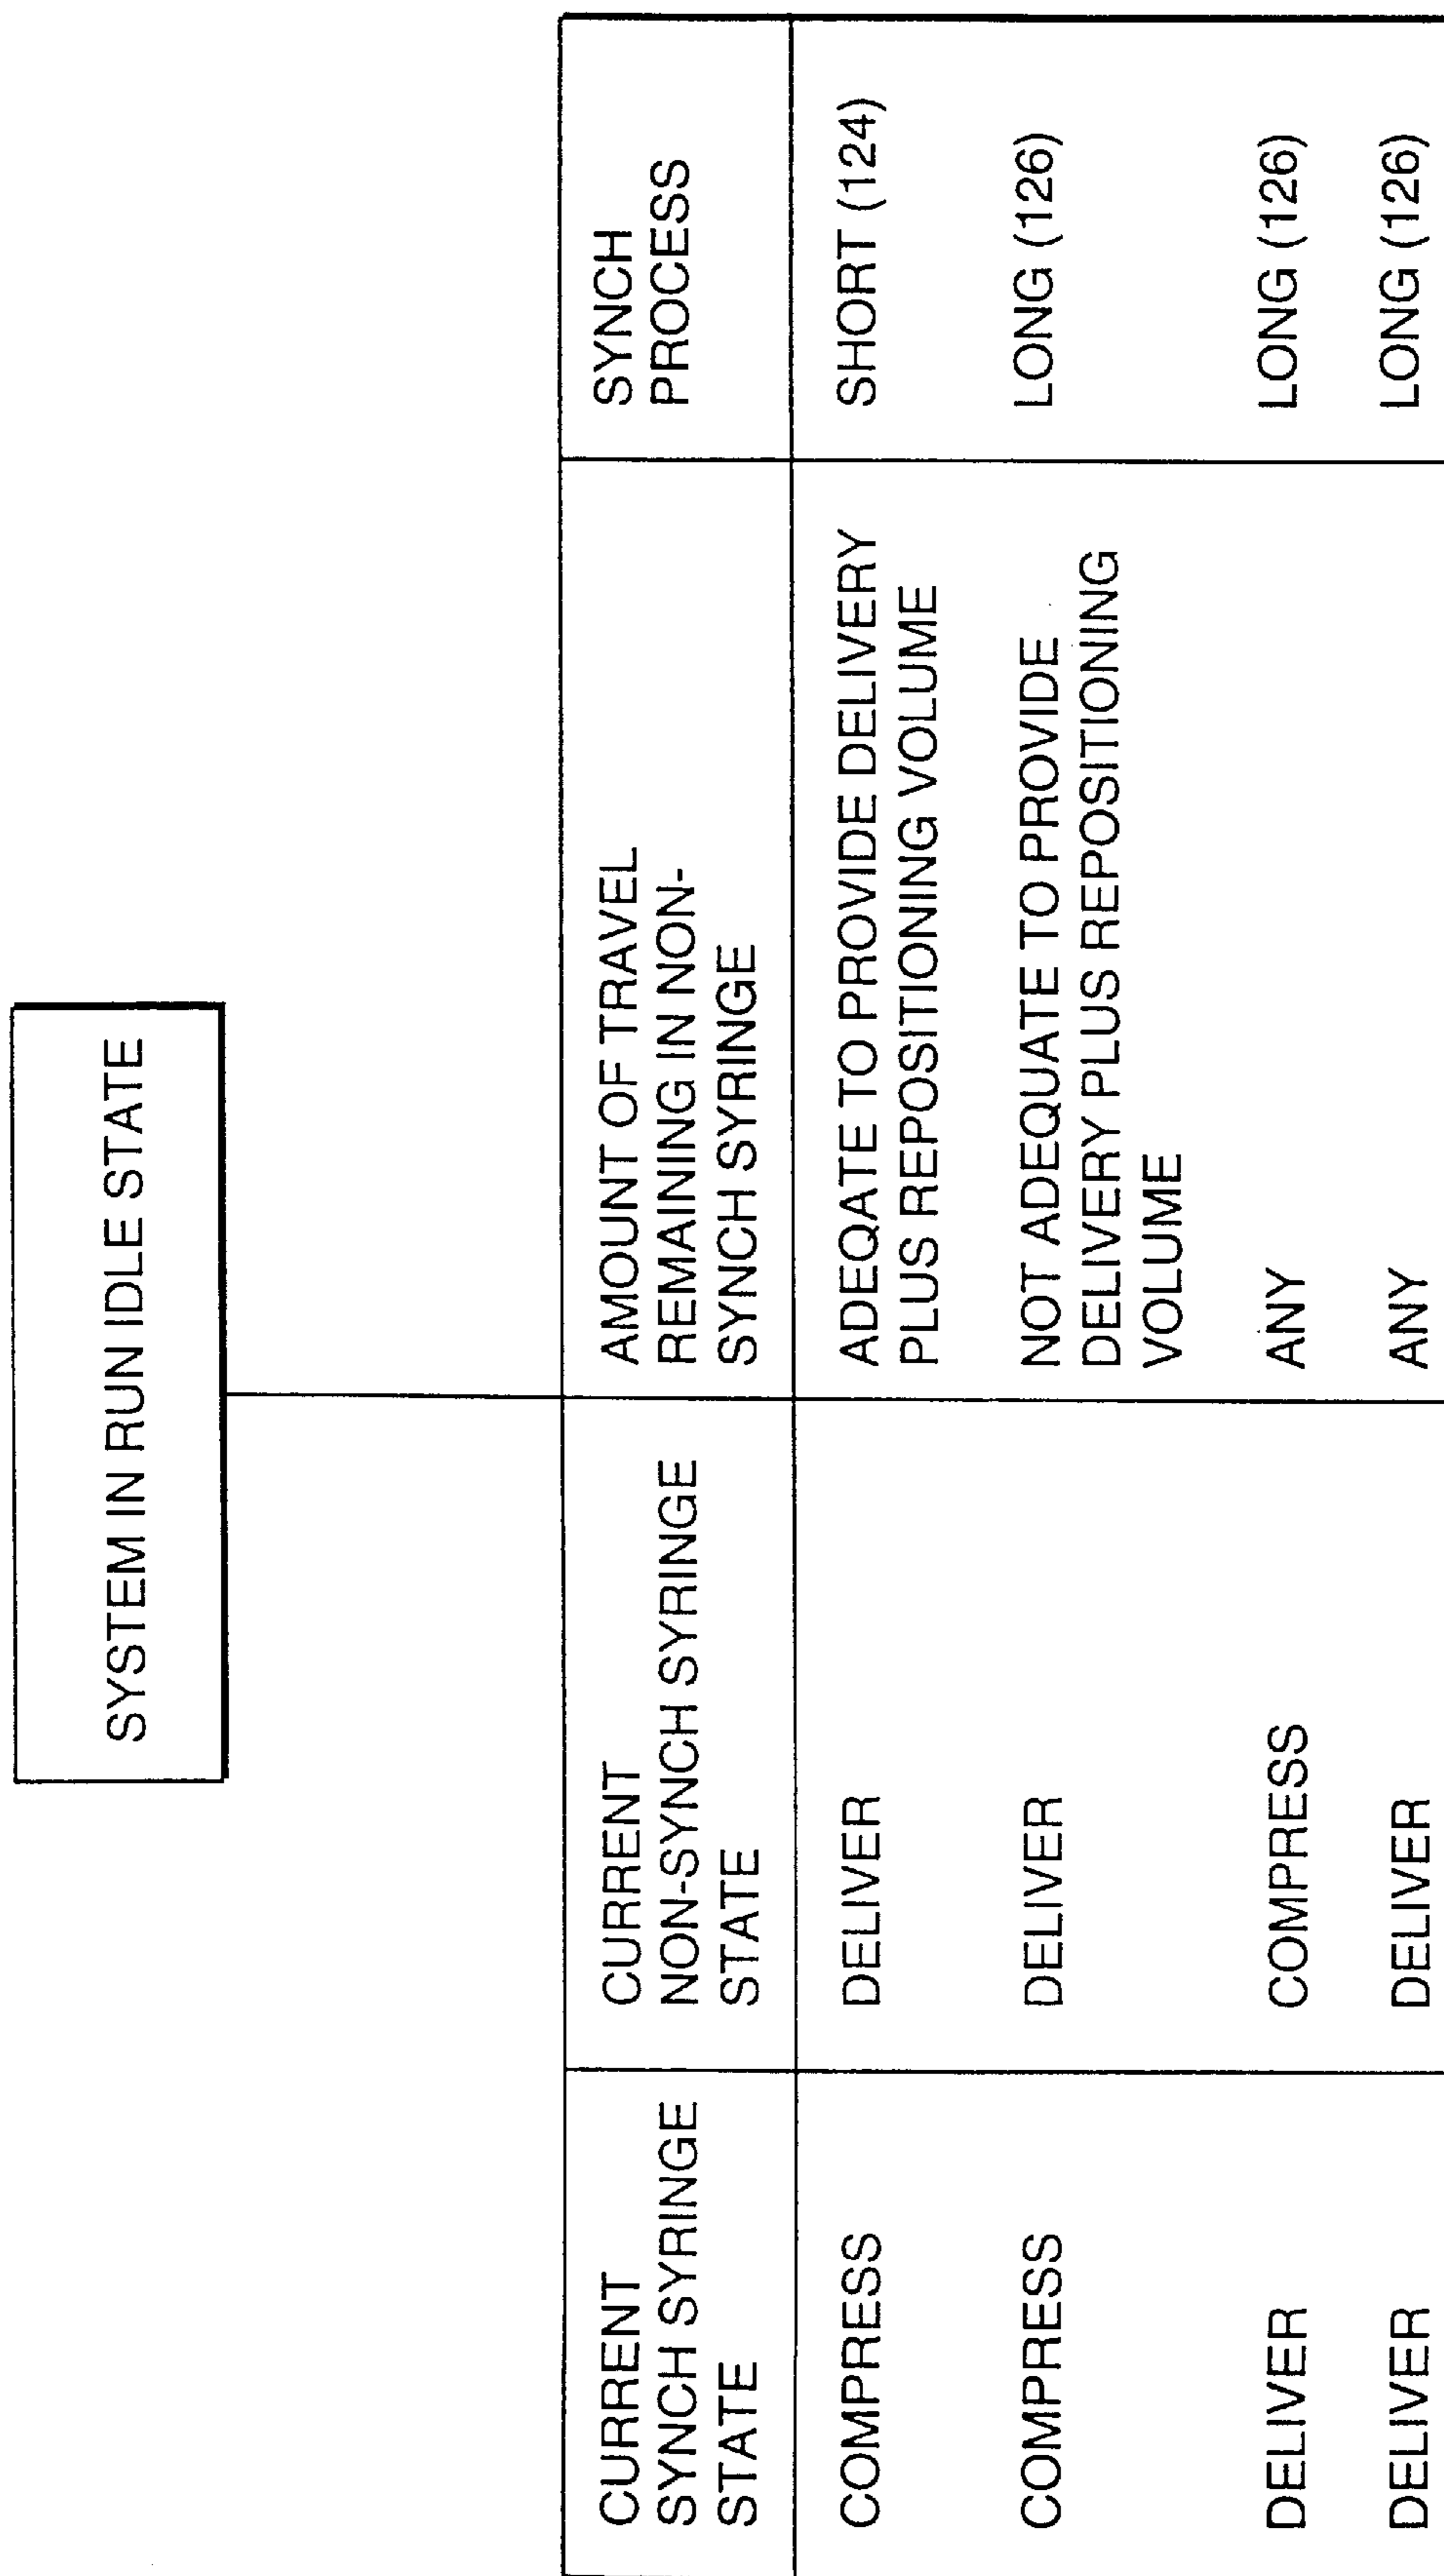 SYSTEM IN RUN IDLE STATE
CURRENT
SYNCH SYRINGE
STATE
CURRENT
NON-SYNCH SYRINGE
STATE
AMOUNT OF TRAVEL
REMAINING IN NON-
SYNCH SYRINGE
SYNCH
PROCESS
COMPRESS
DELIVER
ADEQATE TO PROVIDE DELIVERY
PLUS REPOSITIONING VOLUME
SHORT (124)
COMPRESS
DELIVER
NOT ADEQUATE TO PROVIDE
DELIVERY PLUS REPOSITIONING
VOLUME
LONG (126)
DELIVER
COMPRESS
ANY
LONG (126)
DELIVER
DELIVER
ANY
LONG (126)